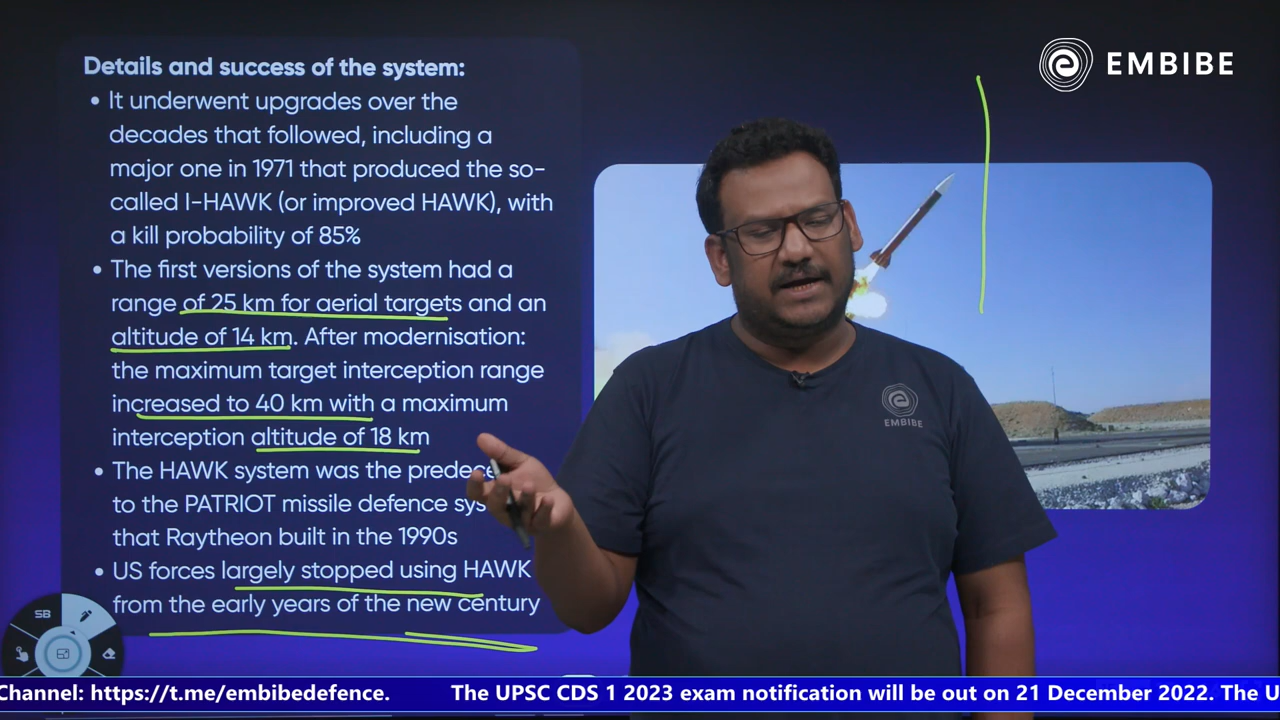 Details and success of the system:
• It underwent upgrades over the
decades that followed, including a
major one in 1971 that produced the so-
called I-HAWK (or improved HAWK), with
a kill probability of 85%
• The first versions of the system had a
range of 25 km for aerial targets and an
altitude of 14 km. After modernisation:
the maximum target interception range
increased to 40 km with a maximum
interception altitude of 18 km
• The HAWK system was the predece
to the PATRIOT missile defence sys
that Raytheon built in the 1990s
• US forces largely stopped using HAWK
from the early years of the new century
EMBIBE
EMBIBE
SB
Channel: https://t.me/embibedefence. The UPSC CDS 1 2023 exam notification will be out on 21 December 2022. The U